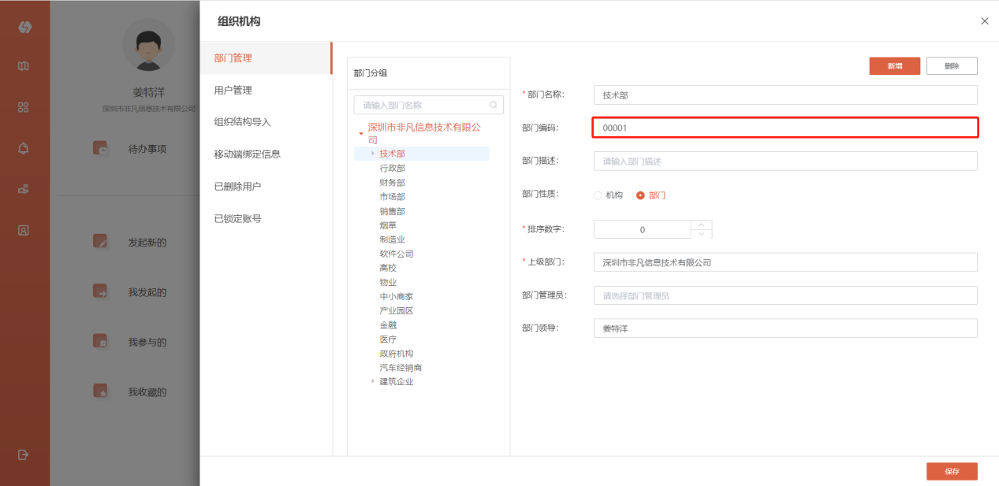 姜特洋
深圳市非凡信息技术有限公司
待办事项
发起新的
我发起的
我参与的
我收藏的
组织机构
部门管理
用户管理
组织结构导入
移动端绑定信息
已删除用户
已锁定账号
部门分组
请输入部门名称
深圳市非凡信息技术有限公
司
技术部
行政部
财务部
市场部
销售部
烟草
制造业
软件公司
高校
物业
中小商家
产业园区
金融
医疗
政府机构
汽车经销商
建筑企业
新增 删除
* 部门名称: 技术部
部门编码: 00001
部门描述: 请输入部门描述
部门性质: 机构 部门
* 排序数字: 0
* 上级部门: 深圳市非凡信息技术有限公司
部门管理员: 请选择部门管理员
部门领导: 姜特洋
保存